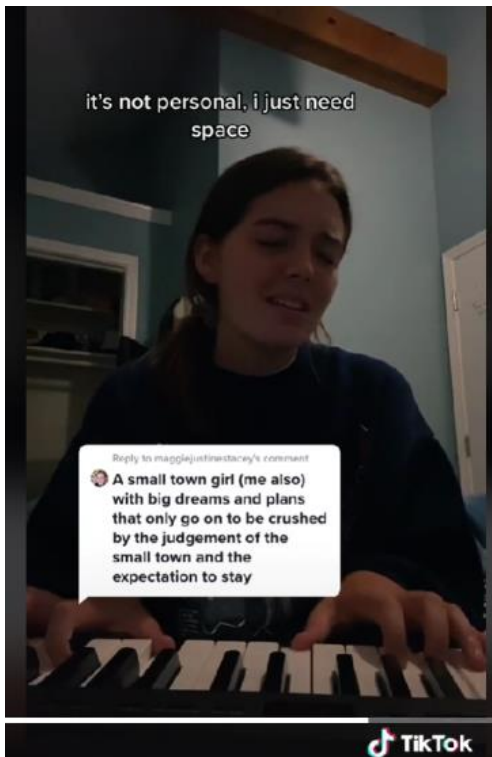 it's not personal, i just need
space
Reply to maggiejustinestacey's comment
A small town girl (me also)
with big dreams and plans
that only go on to be crushed
by the judgement of the
small town and the
expectation to stay
TikTok